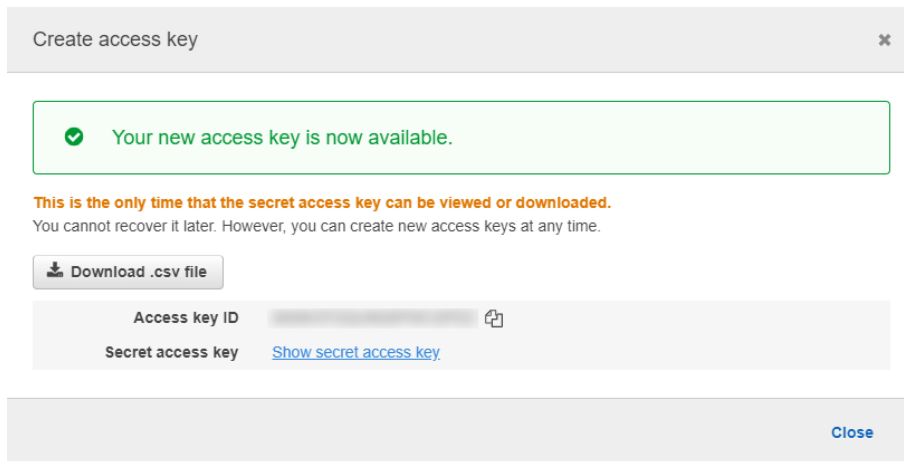 Create access key
Your new access key is now available.
This is the only time that the secret access key can be viewed or downloaded.
You cannot recover it later. However, you can create new access keys at any time.
Download .csv file
Access key ID
Secret access key Show secret access key
Close